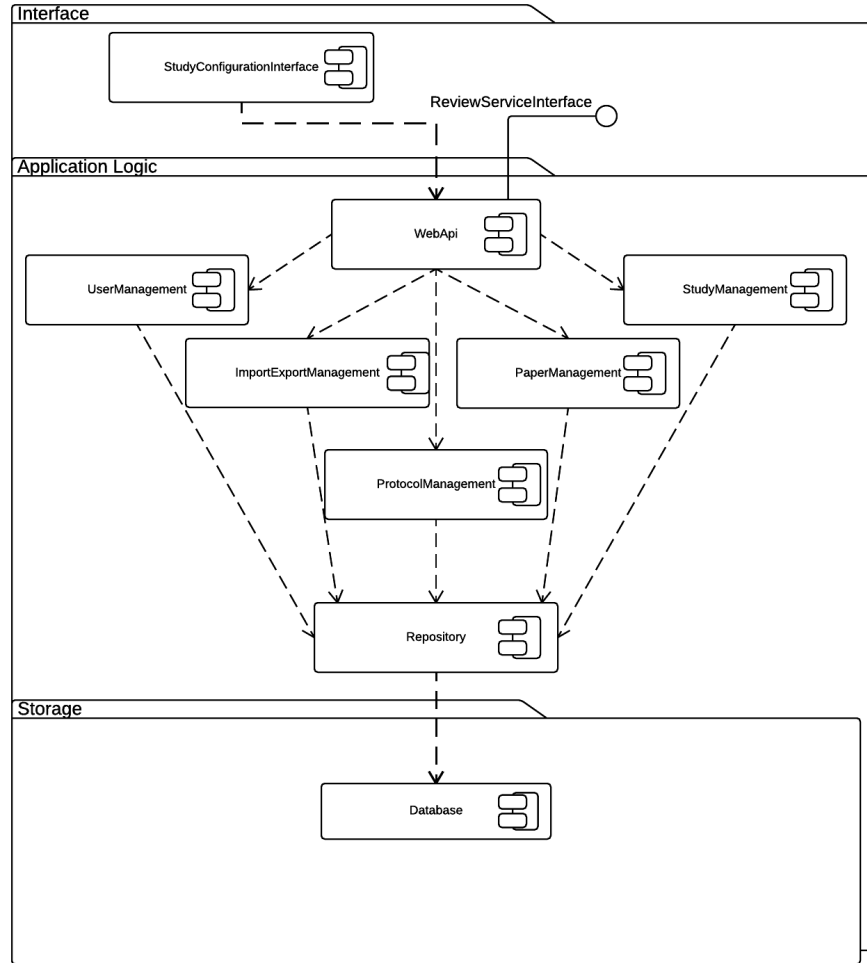 Interface
StudyConfigurationInterface
ReviewServiceInterface
Application Logic
WebApi
UserManagement
StudyManagement
ImportExportManagement
PaperManagement
ProtocolManagement
Repository
Storage
Database